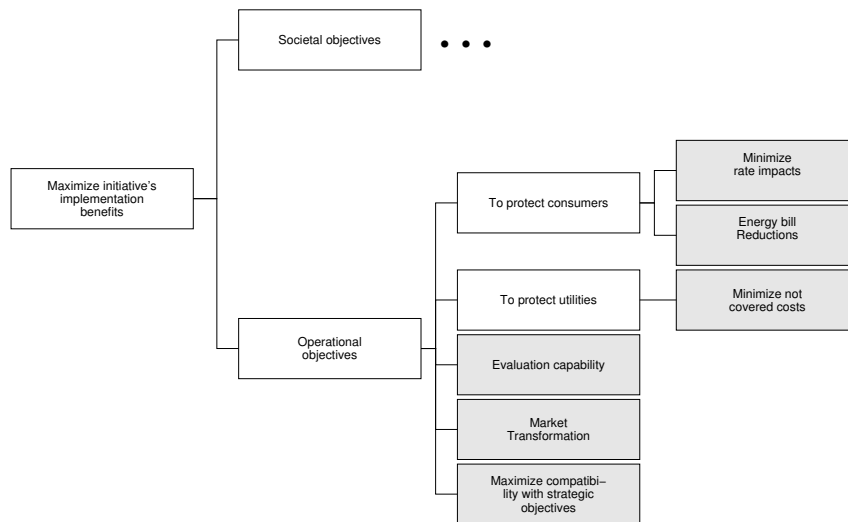 Societal objectives
• • •
Maximize initiative's
implementation
benefits
Minimize
rate impacts
To protect consumers
Energy bill
Reductions
To protect utilities
Minimize not
covered costs
Operational
objectives
Evaluation capability
Market
Transformation
Maximize compatibi–
lity with strategic
objectives